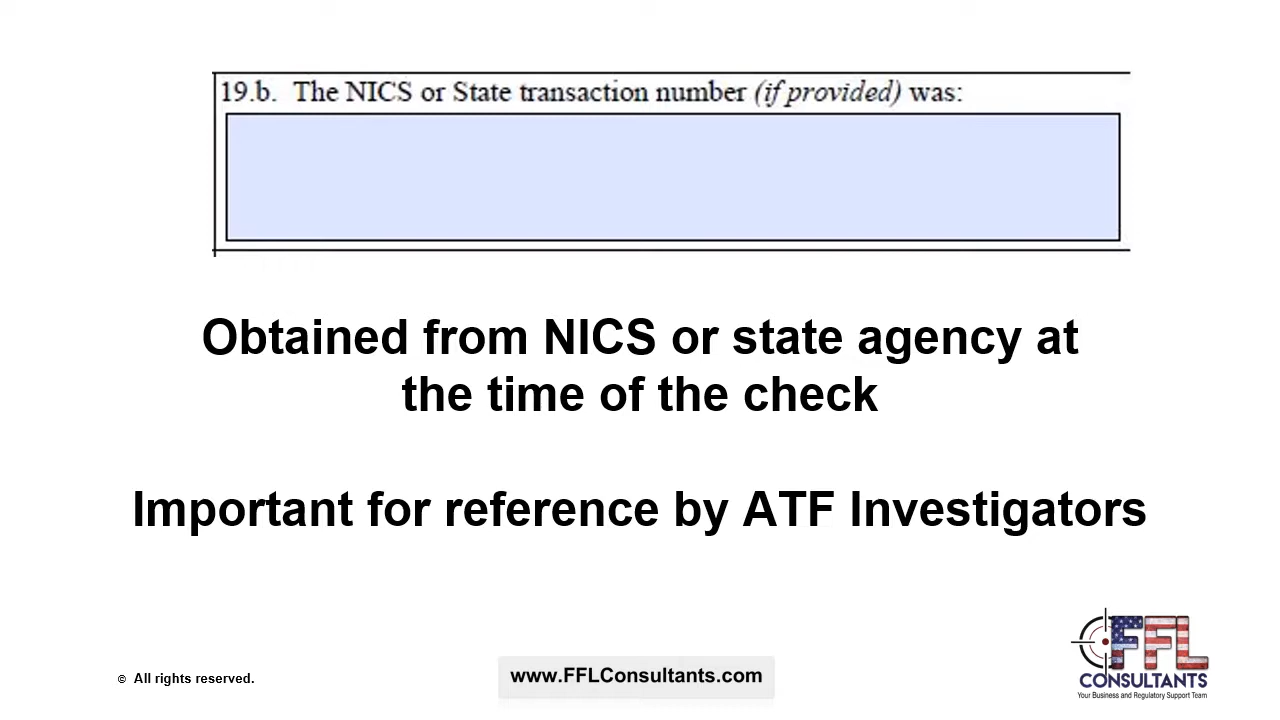 19.b. The NICS or State transaction number (if provided) was:
Obtained from NICS or state agency at
the time of the check
Important for reference by ATF Investigators
© All rights reserved.
www.FFLConsultants.com
FFL
CONSULTANTS
Your Business and Regulatory Support Team